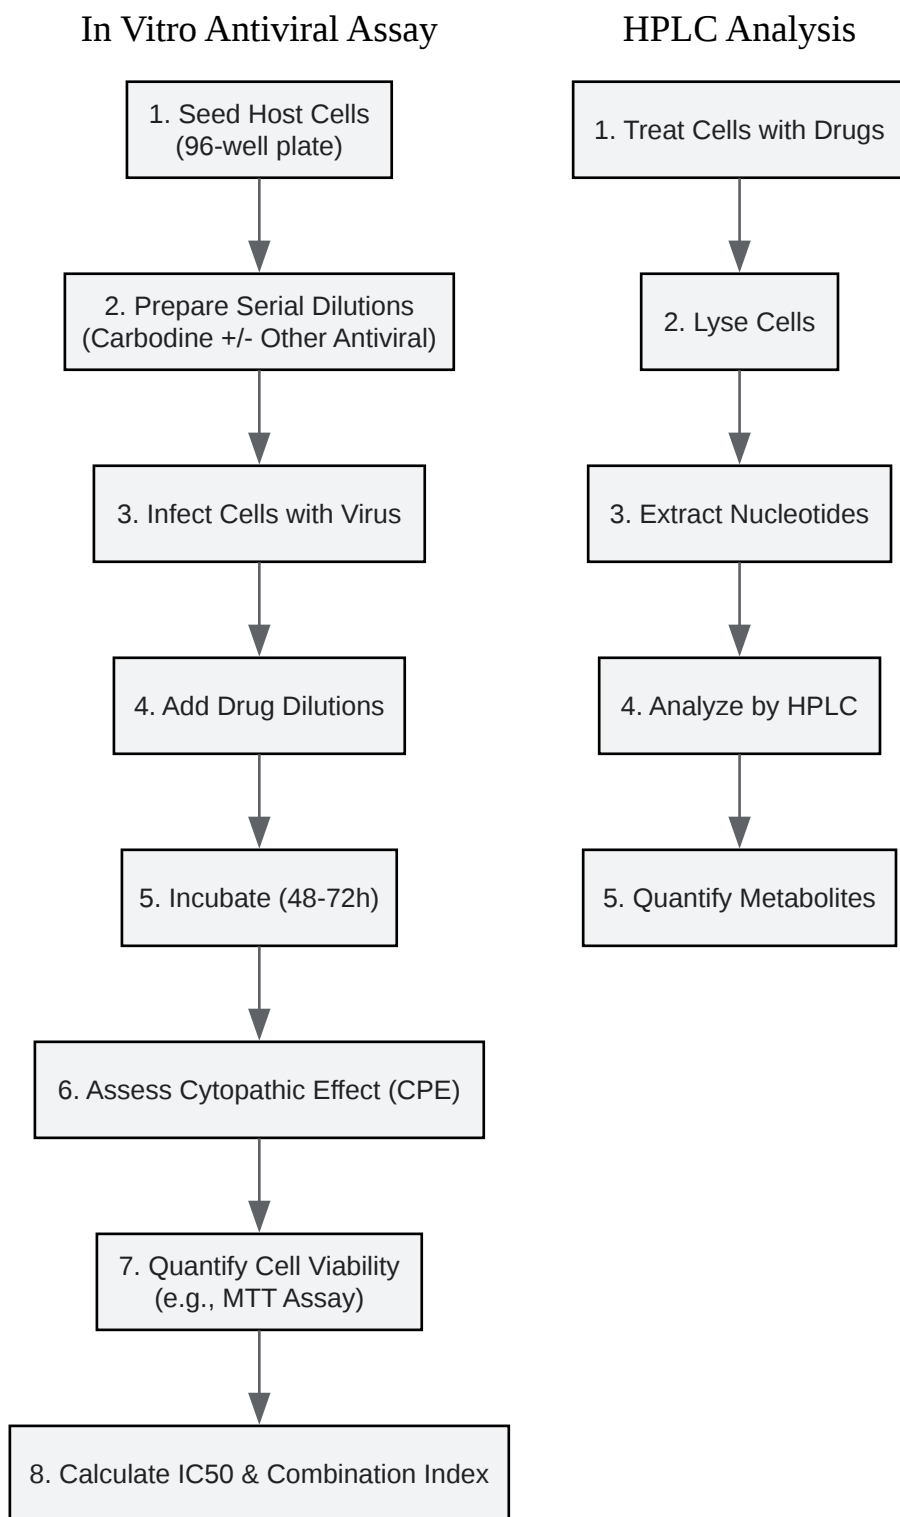 In Vitro Antiviral Assay
1. Seed Host Cells
(96-well plate)
2. Prepare Serial Dilutions
(Carbodine +/- Other Antiviral)
3. Infect Cells with Virus
4. Add Drug Dilutions
5. Incubate (48-72h)
6. Assess Cytopathic Effect (CPE)
7. Quantify Cell Viability
(e.g., MTT Assay)
8. Calculate IC50 & Combination Index
HPLC Analysis
1. Treat Cells with Drugs
2. Lyse Cells
3. Extract Nucleotides
4. Analyze by HPLC
5. Quantify Metabolites